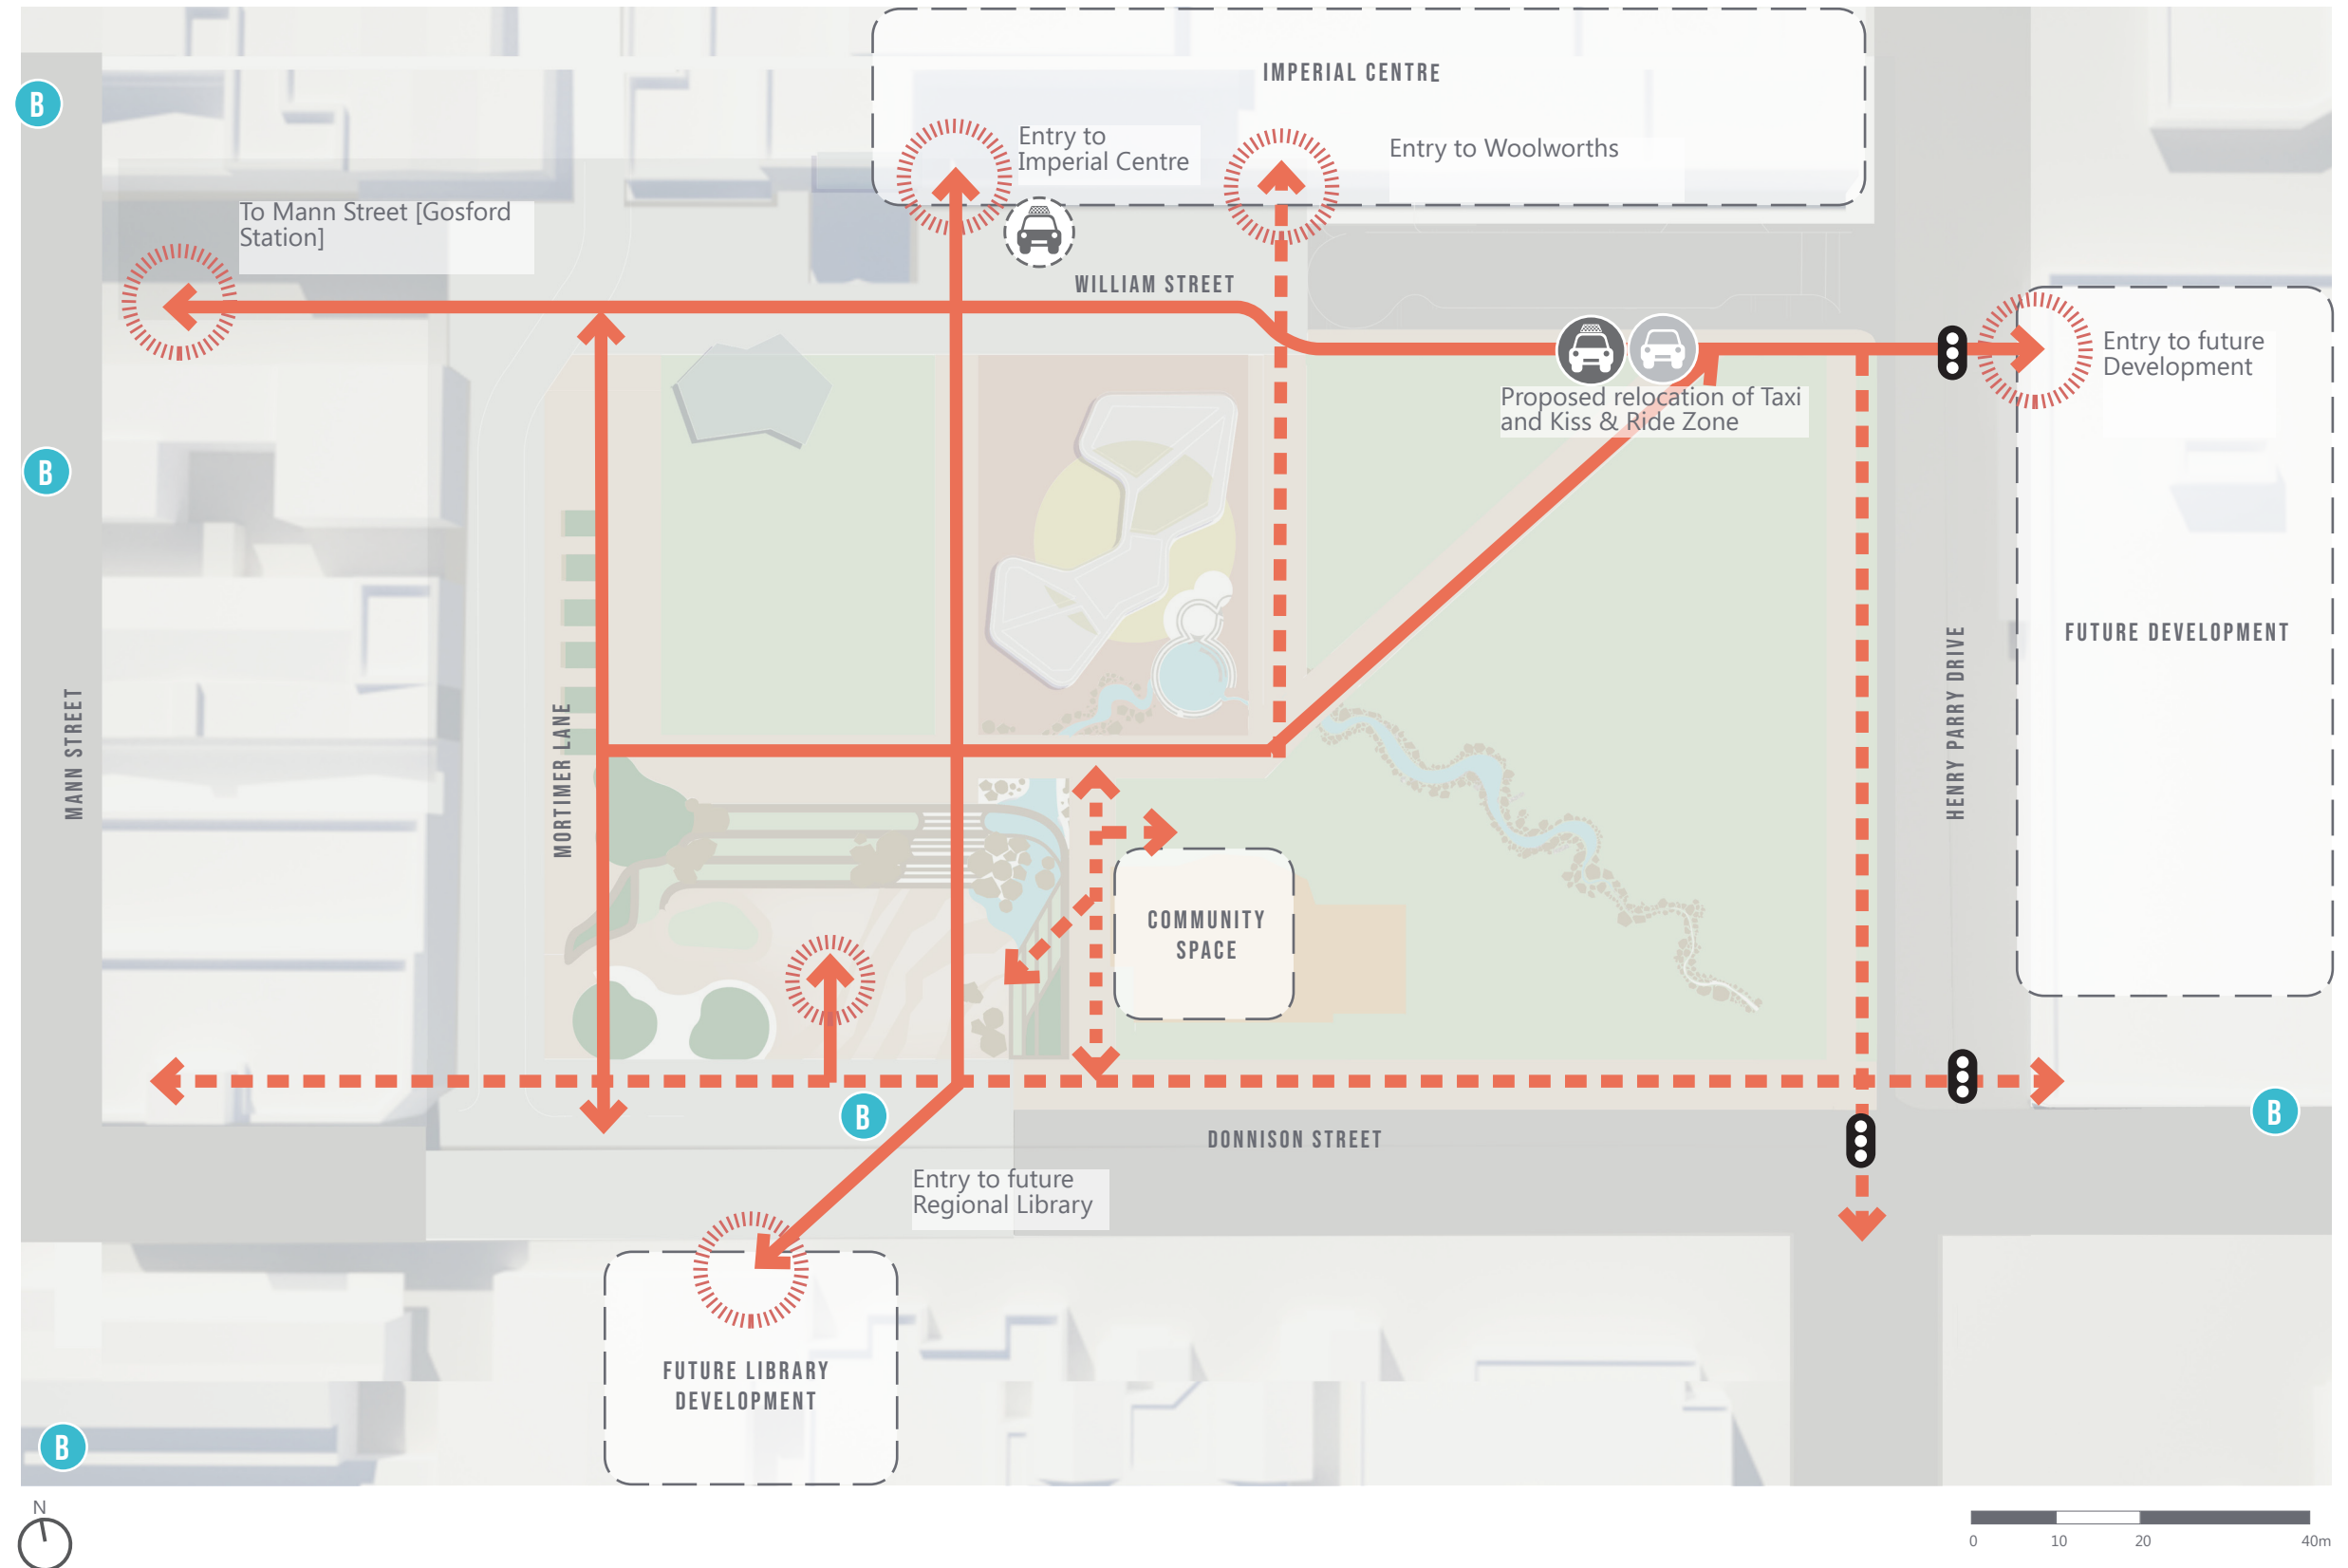 IMPERIAL CENTRE
B
Entry to
Imperial Centre
Entry to Woolworths
To Mann Street [Gosford
Station]
WILLIAM STREET
Entry to future
Development
Proposed relocation of Taxi
and Kiss & Ride Zone
B
FUTURE DEVELOPMENT
MANN STREET
MORTIMER LANE
HENRY PARRY DRIVE
COMMUNITY
SPACE
B
B
DONNISON STREET
Entry to future
Regional Library
FUTURE LIBRARY
DEVELOPMENT
B
N
0 10 20 40m